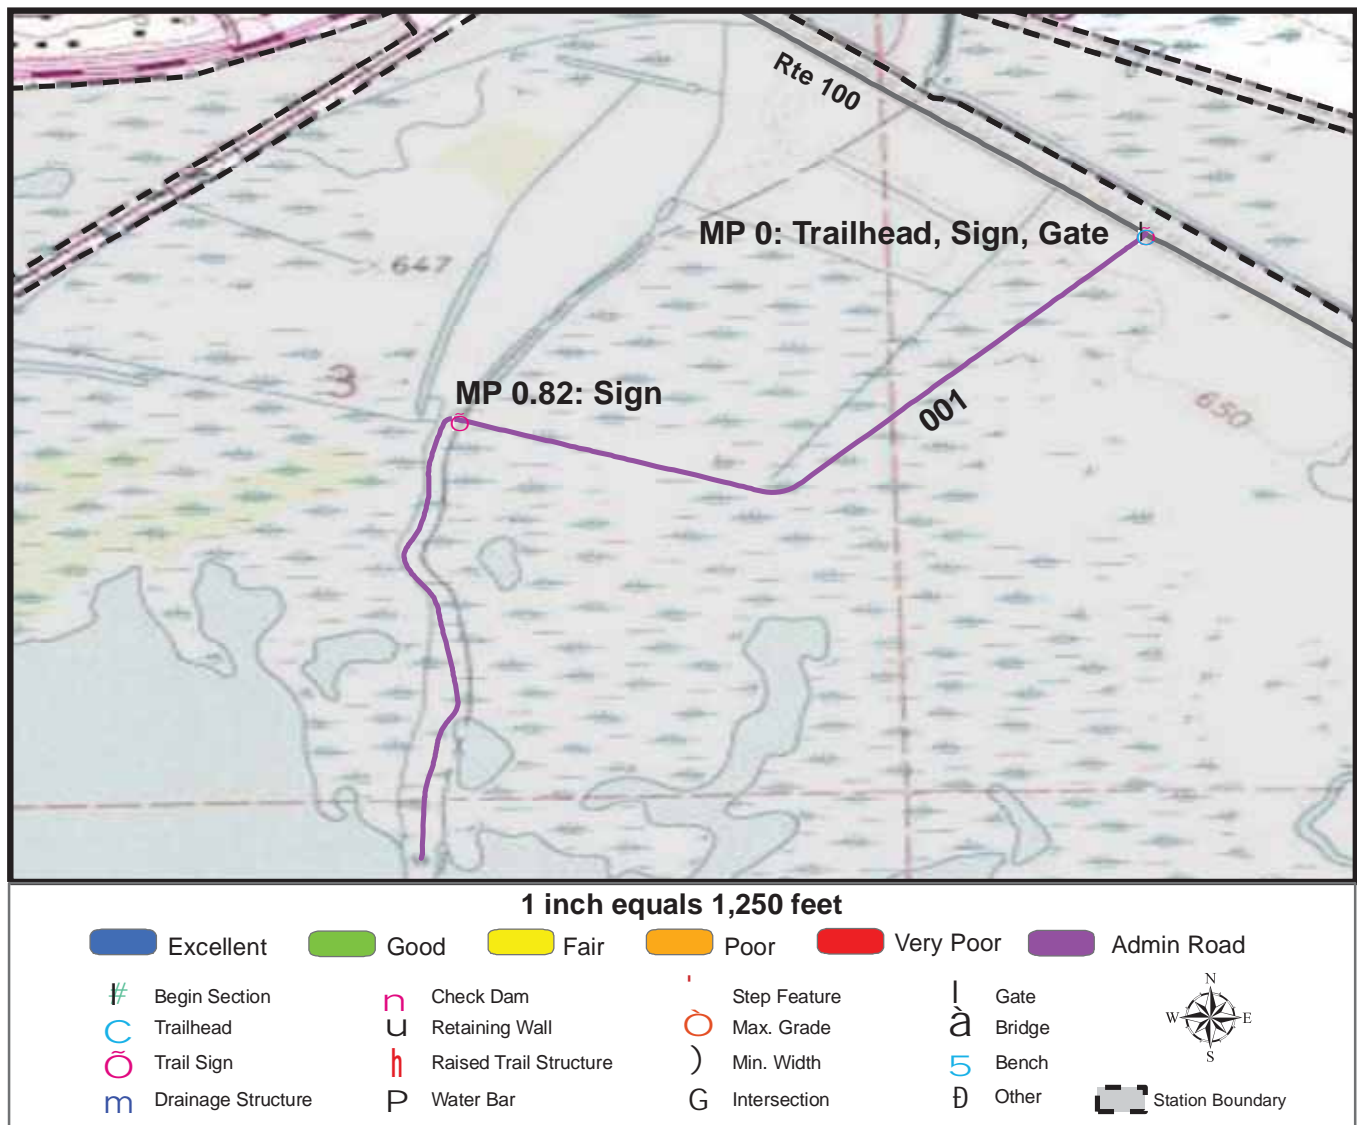 Rte 100
MP 0: Trailhead, Sign, Gate
647
3
MP 0.82: Sign
001
650
1 inch equals 1,250 feet
Excellent
Good
Fair
Poor
Very Poor
Admin Road
# Begin Section
n Check Dam
' Step Feature
l Gate
C Trailhead
u Retaining Wall
Ò Max. Grade
à Bridge
Õ Trail Sign
h Raised Trail Structure
) Min. Width
5 Bench
m Drainage Structure
P Water Bar
G Intersection
Ð Other
N
W E
S
Station Boundary